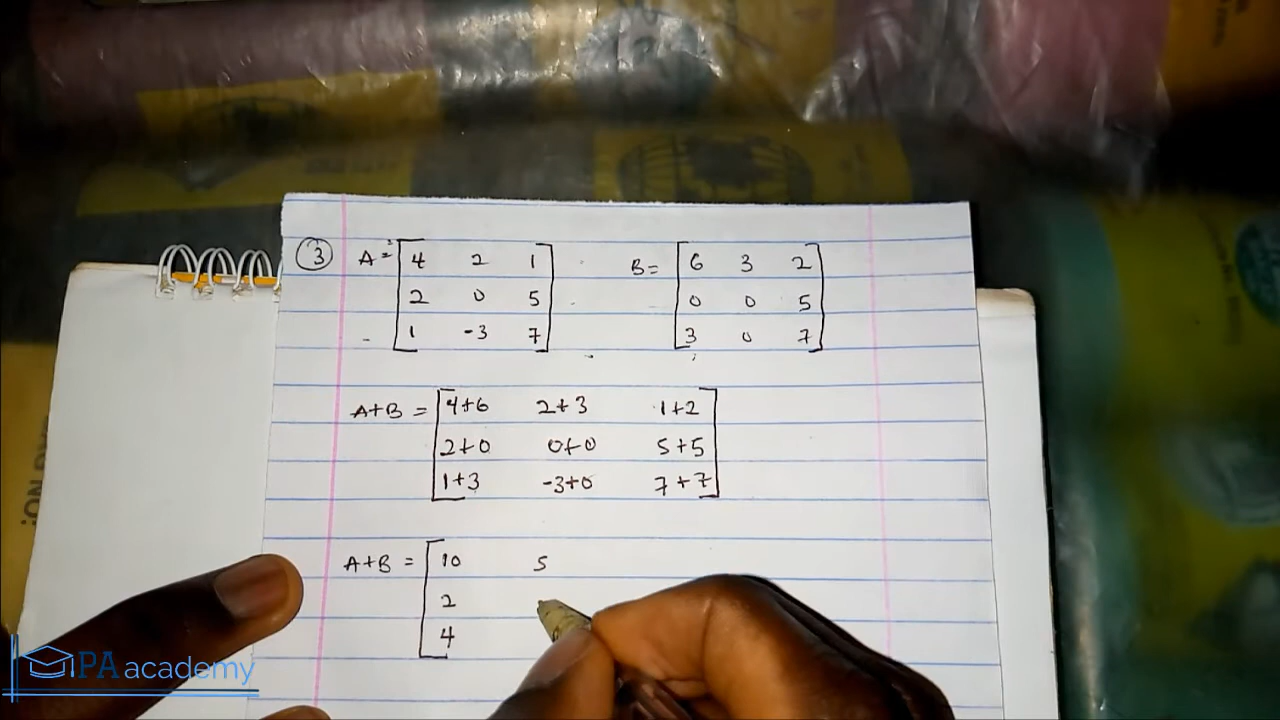 ③ A = [ 4 2 1
2 0 5
1 -3 7 ]
B = [ 6 3 2
0 0 5
3 0 7 ]
A+B = [ 4+6 2+3 1+2
2+0 0+0 5+5
1+3 -3+0 7+7 ]
A+B = [ 10 5
2
4
PA academy